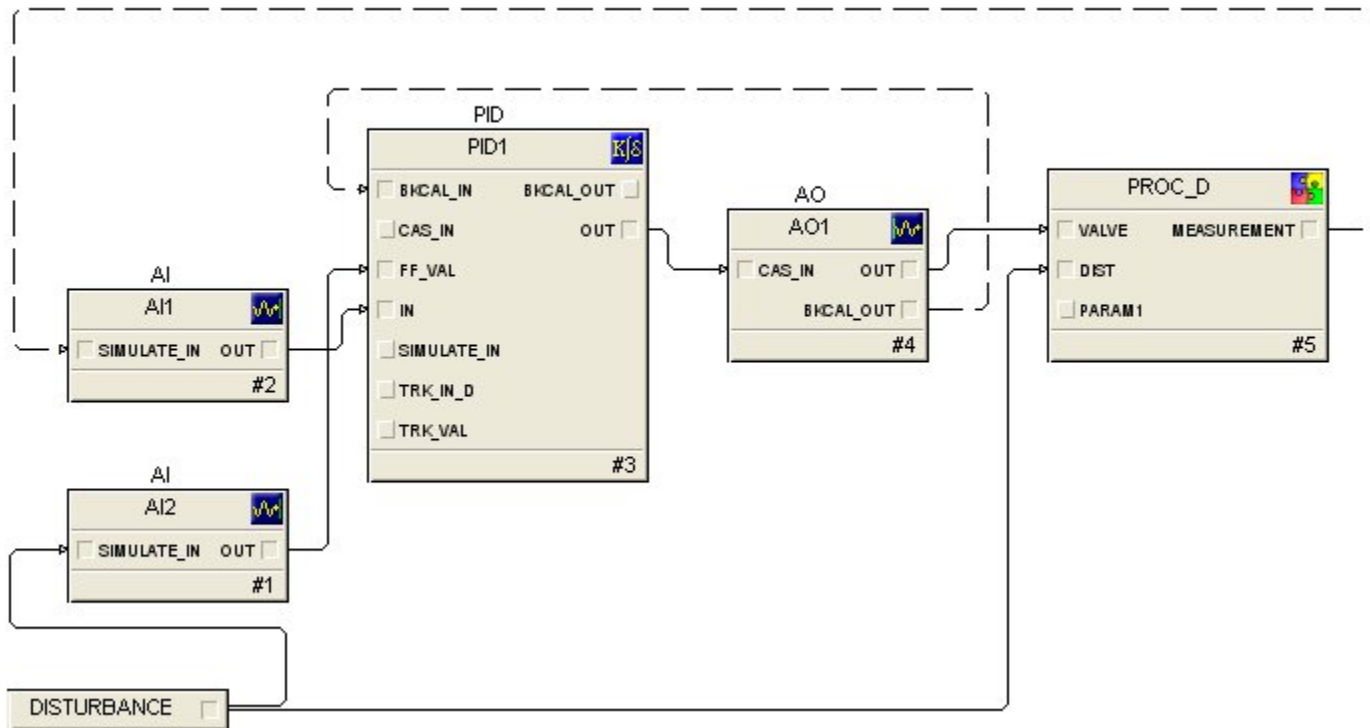 PID
PID1
K∫δ
BKCAL_IN BKCAL_OUT
CAS_IN OUT
FF_VAL
IN
SIMULATE_IN
TRK_IN_D
TRK_VAL
#3
AO
AO1
CAS_IN OUT
BKCAL_OUT
#4
PROC_D
VALVE MEASUREMENT
DIST
PARAM1
#5
AI
AI1
SIMULATE_IN OUT
#2
AI
AI2
SIMULATE_IN OUT
#1
DISTURBANCE